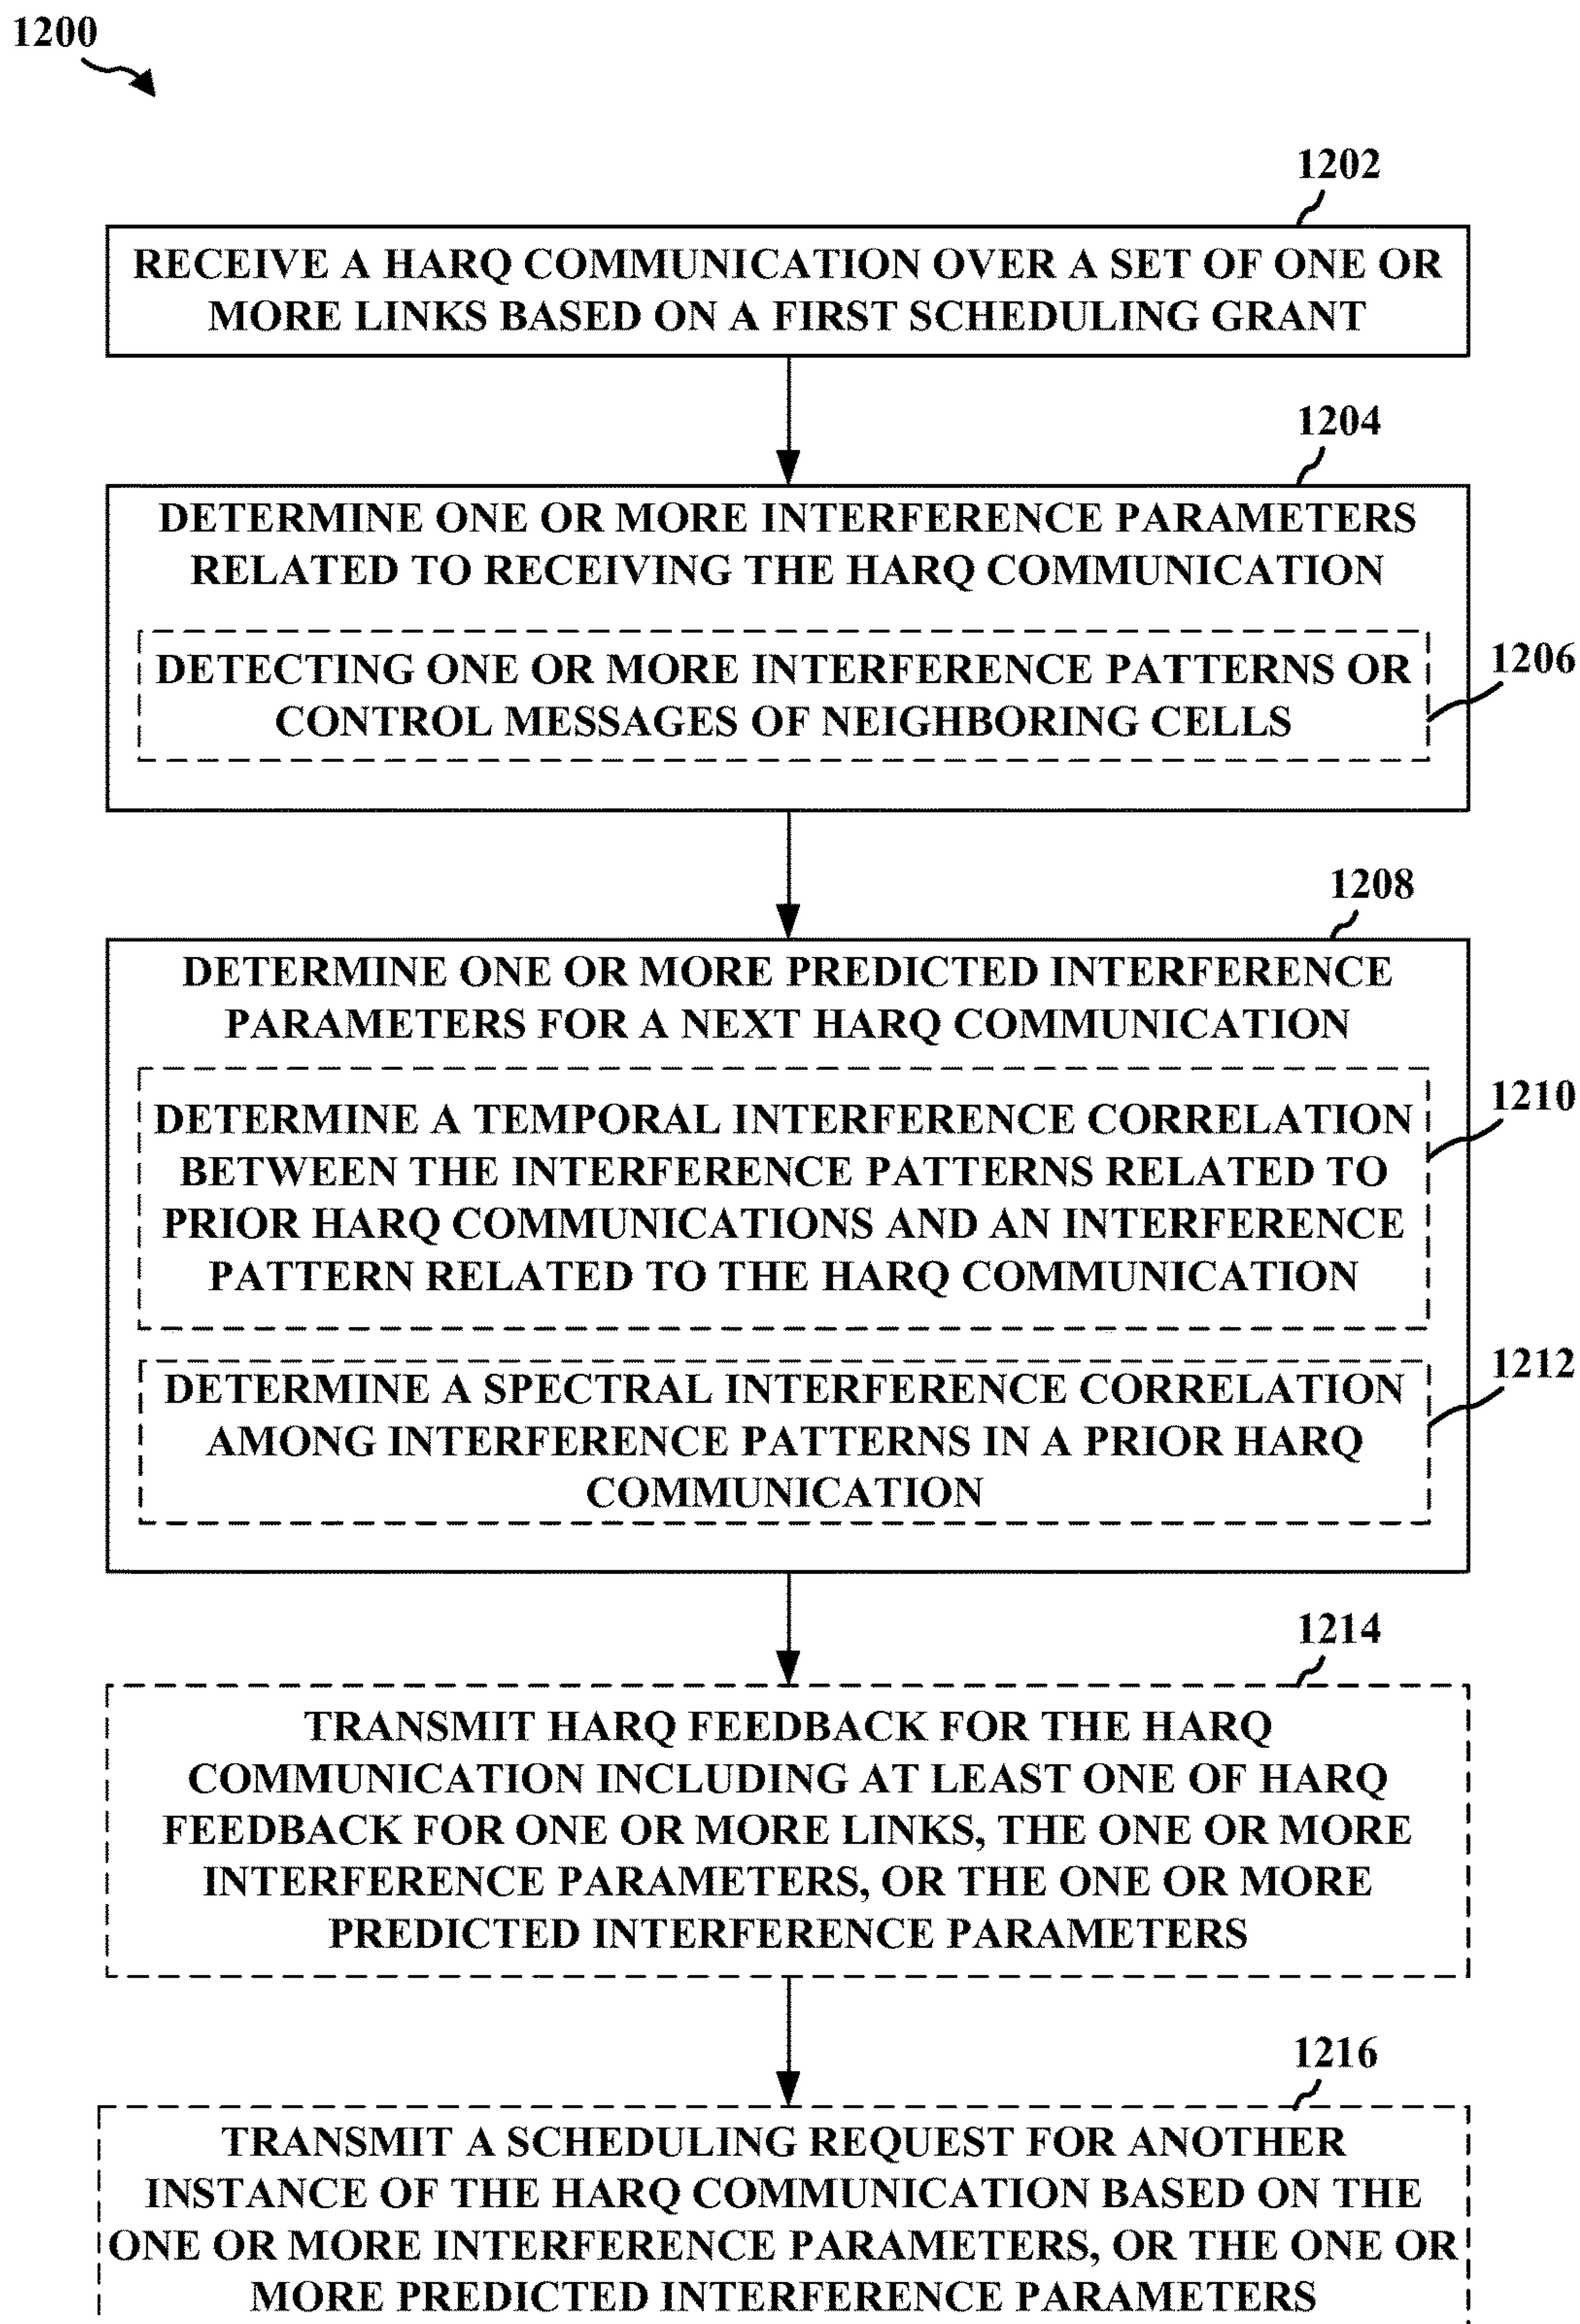 1200
1202
RECEIVE A HARQ COMMUNICATION OVER A SET OF ONE OR
MORE LINKS BASED ON A FIRST SCHEDULING GRANT
1204
DETERMINE ONE OR MORE INTERFERENCE PARAMETERS
RELATED TO RECEIVING THE HARQ COMMUNICATION
1206
DETECTING ONE OR MORE INTERFERENCE PATTERNS OR
CONTROL MESSAGES OF NEIGHBORING CELLS
1208
DETERMINE ONE OR MORE PREDICTED INTERFERENCE
PARAMETERS FOR A NEXT HARQ COMMUNICATION
1210
DETERMINE A TEMPORAL INTERFERENCE CORRELATION
BETWEEN THE INTERFERENCE PATTERNS RELATED TO
PRIOR HARQ COMMUNICATIONS AND AN INTERFERENCE
PATTERN RELATED TO THE HARQ COMMUNICATION
1212
DETERMINE A SPECTRAL INTERFERENCE CORRELATION
AMONG INTERFERENCE PATTERNS IN A PRIOR HARQ
COMMUNICATION
1214
TRANSMIT HARQ FEEDBACK FOR THE HARQ
COMMUNICATION INCLUDING AT LEAST ONE OF HARQ
FEEDBACK FOR ONE OR MORE LINKS, THE ONE OR MORE
INTERFERENCE PARAMETERS, OR THE ONE OR MORE
PREDICTED INTERFERENCE PARAMETERS
1216
TRANSMIT A SCHEDULING REQUEST FOR ANOTHER
INSTANCE OF THE HARQ COMMUNICATION BASED ON THE
ONE OR MORE INTERFERENCE PARAMETERS, OR THE ONE OR
MORE PREDICTED INTERFERENCE PARAMETERS